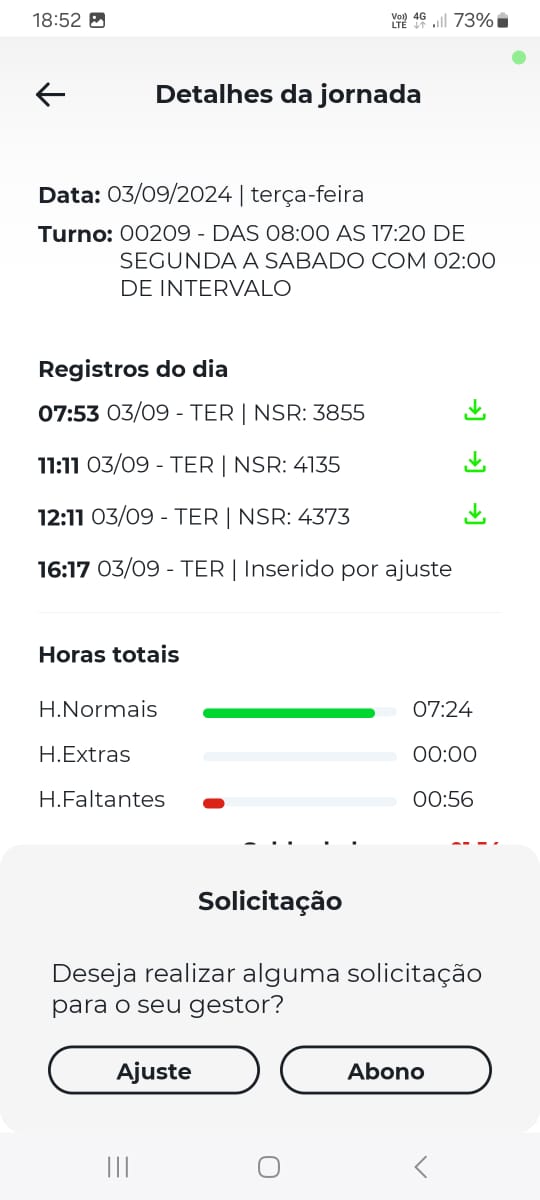 18:52
Vo)) LTE 4G 73%
Detalhes da jornada
Data: 03/09/2024 | terça-feira
Turno: 00209 - DAS 08:00 AS 17:20 DE
SEGUNDA A SABADO COM 02:00
DE INTERVALO
Registros do dia
07:53 03/09 - TER | NSR: 3855
11:11 03/09 - TER | NSR: 4135
12:11 03/09 - TER | NSR: 4373
16:17 03/09 - TER | Inserido por ajuste
Horas totais
H.Normais 07:24
H.Extras 00:00
H.Faltantes 00:56
Solicitação
Deseja realizar alguma solicitação
para o seu gestor?
Ajuste Abono